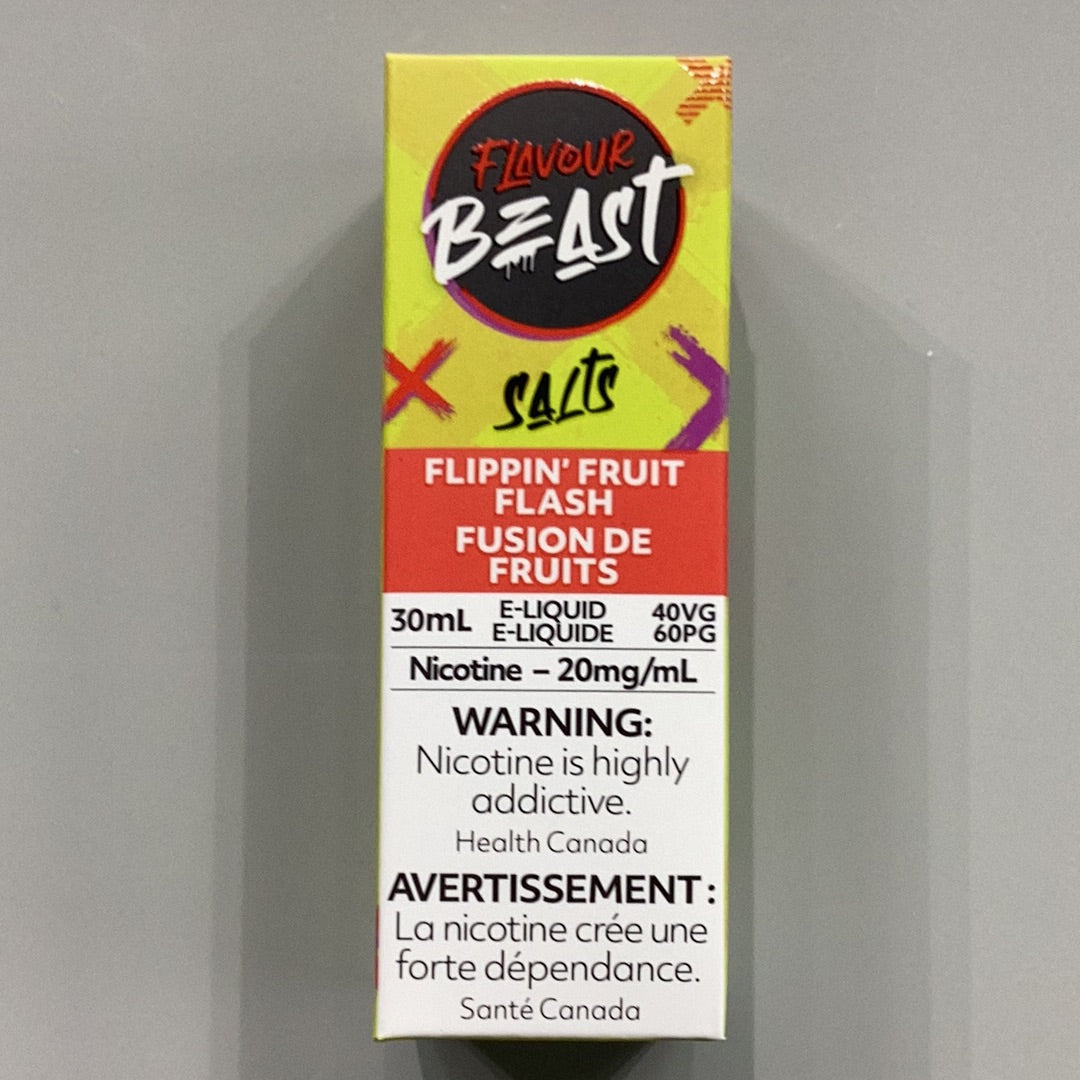 FLAVOUR
BEAST
SALTS
FLIPPIN' FRUIT
FLASH
FUSION DE
FRUITS
30mL E-LIQUID 40VG
E-LIQUIDE 60PG
Nicotine – 20mg/mL
WARNING:
Nicotine is highly
addictive.
Health Canada
AVERTISSEMENT :
La nicotine crée une
forte dépendance.
Santé Canada